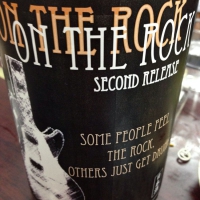 ON THE ROCK
ON THE ROCK
SECOND RELEASE
SOME PEOPLE FEEL
THE ROCK,
OTHERS JUST GET